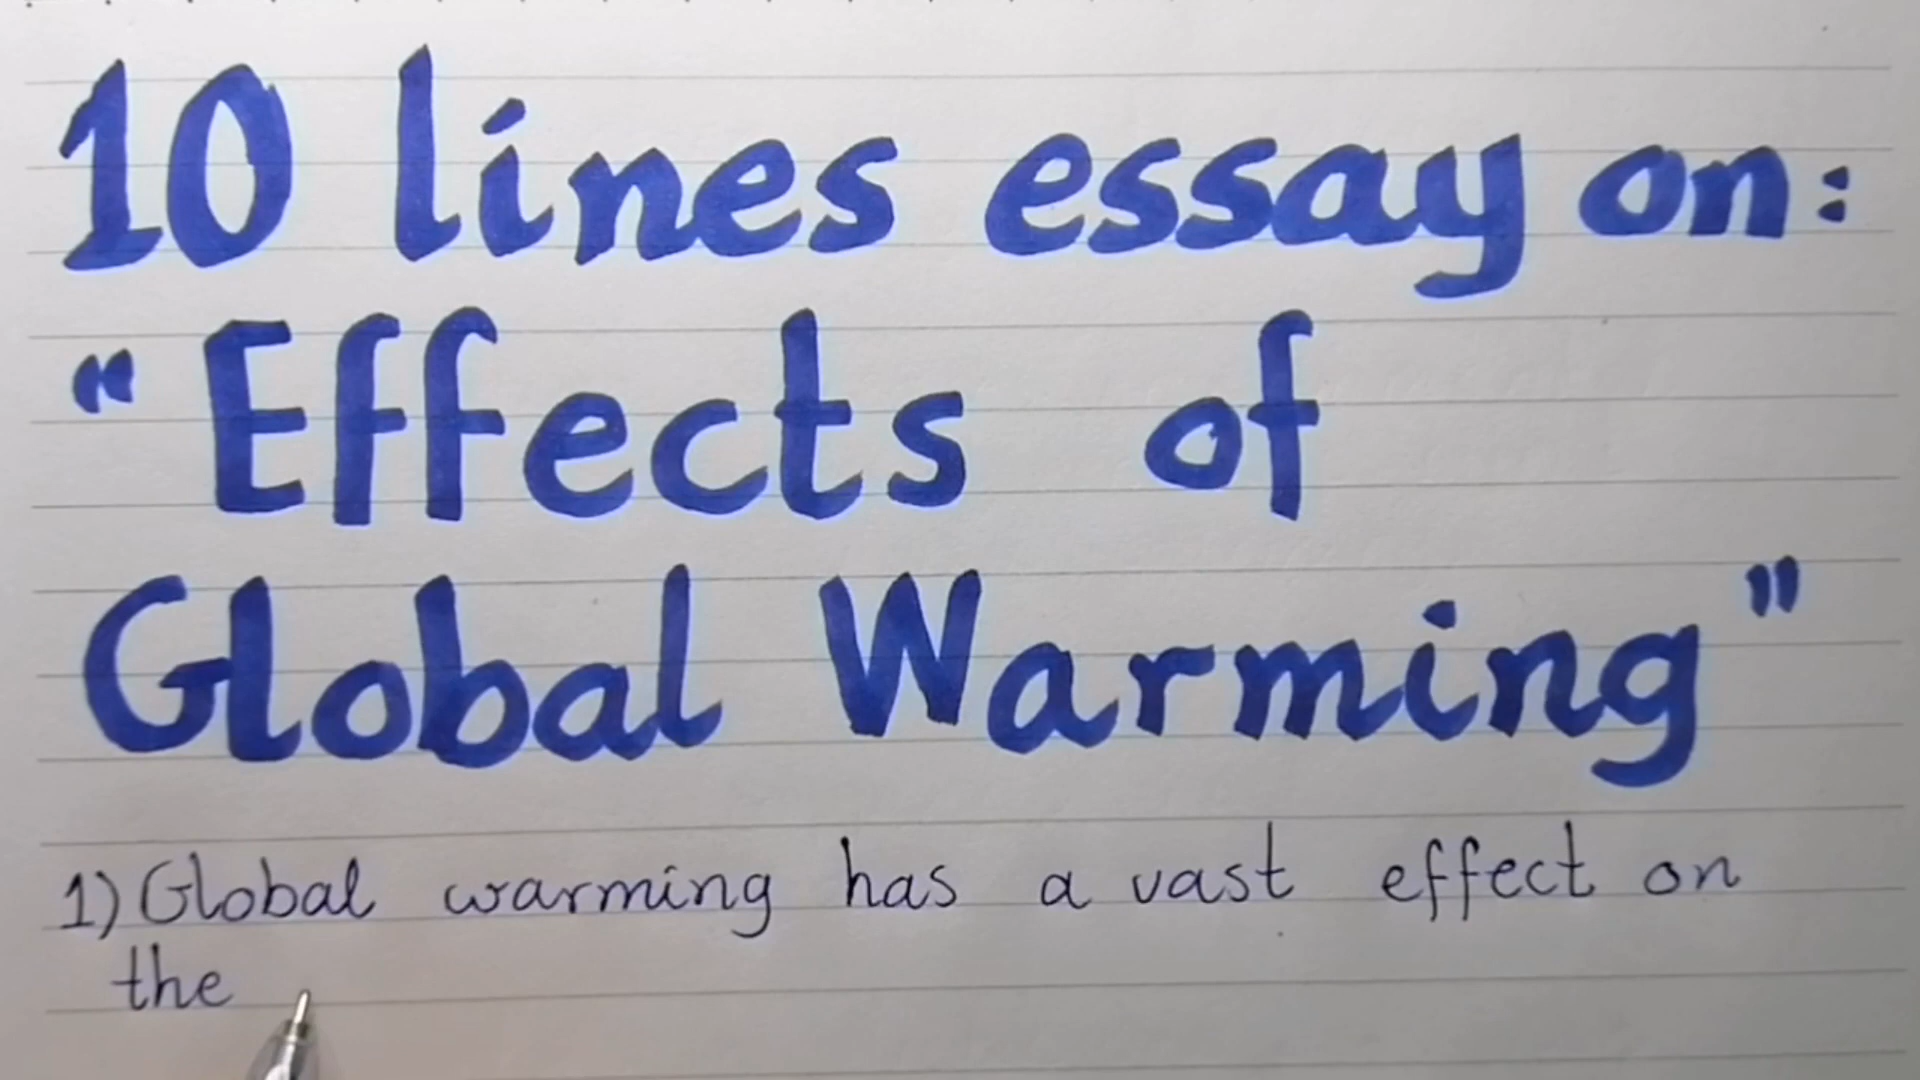 10 lines essay on:
"Effects of
Global Warming"
1) Global warming has a vast effect on
the